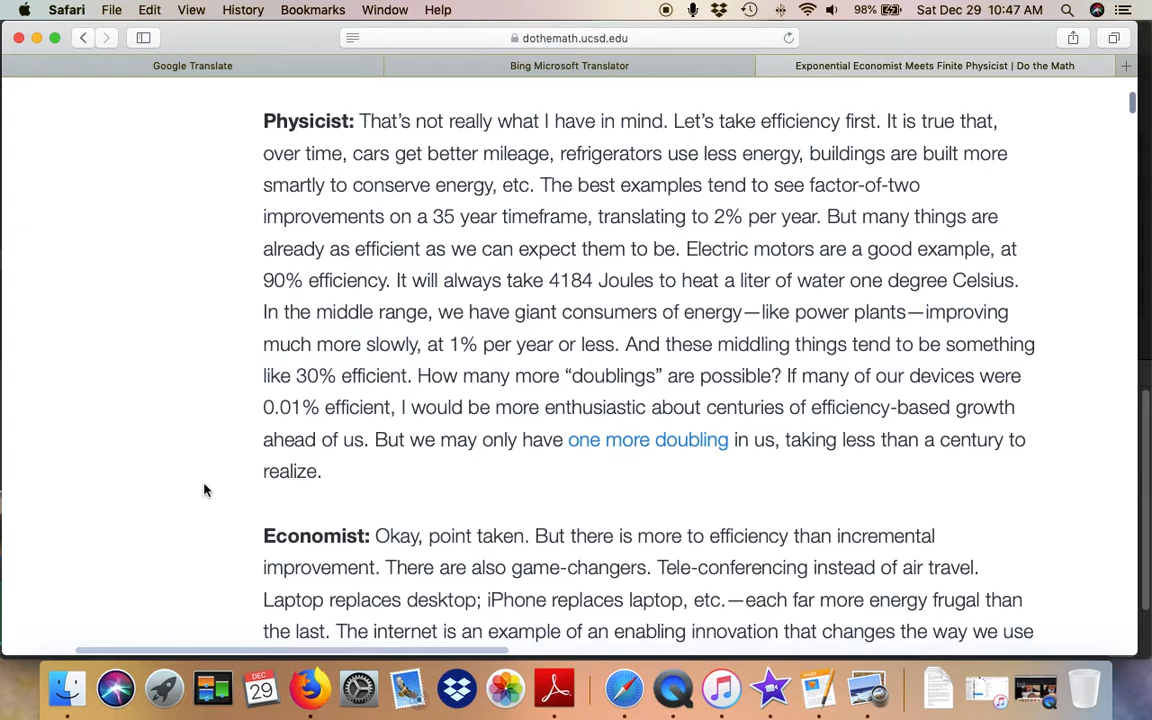 Safari File Edit View History Bookmarks Window Help 98% Sat Dec 29 10:47 AM
dothemath.ucsd.edu
Google Translate Bing Microsoft Translator Exponential Economist Meets Finite Physicist | Do the Math
Physicist: That’s not really what I have in mind. Let’s take efficiency first. It is true that,
over time, cars get better mileage, refrigerators use less energy, buildings are built more
smartly to conserve energy, etc. The best examples tend to see factor-of-two
improvements on a 35 year timeframe, translating to 2% per year. But many things are
already as efficient as we can expect them to be. Electric motors are a good example, at
90% efficiency. It will always take 4184 Joules to heat a liter of water one degree Celsius.
In the middle range, we have giant consumers of energy—like power plants—improving
much more slowly, at 1% per year or less. And these middling things tend to be something
like 30% efficient. How many more “doublings” are possible? If many of our devices were
0.01% efficient, I would be more enthusiastic about centuries of efficiency-based growth
ahead of us. But we may only have one more doubling in us, taking less than a century to
realize.
Economist: Okay, point taken. But there is more to efficiency than incremental
improvement. There are also game-changers. Tele-conferencing instead of air travel.
Laptop replaces desktop; iPhone replaces laptop, etc.—each far more energy frugal than
the last. The internet is an example of an enabling innovation that changes the way we use
DEC
29